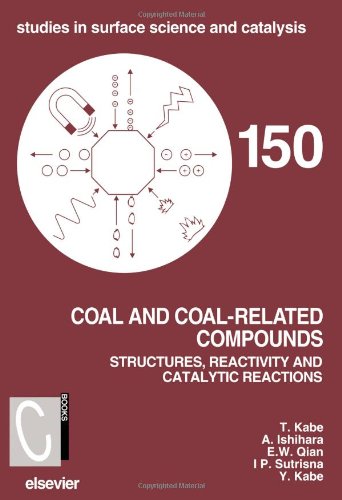 studies in surface science and catalysis
150
COAL AND COAL-RELATED
COMPOUNDS
STRUCTURES, REACTIVITY AND
CATALYTIC REACTIONS
T. Kabe
A. Ishihara
E.W. Qian
I P. Sutrisna
Y. Kabe
C
BOOKS
elsevier